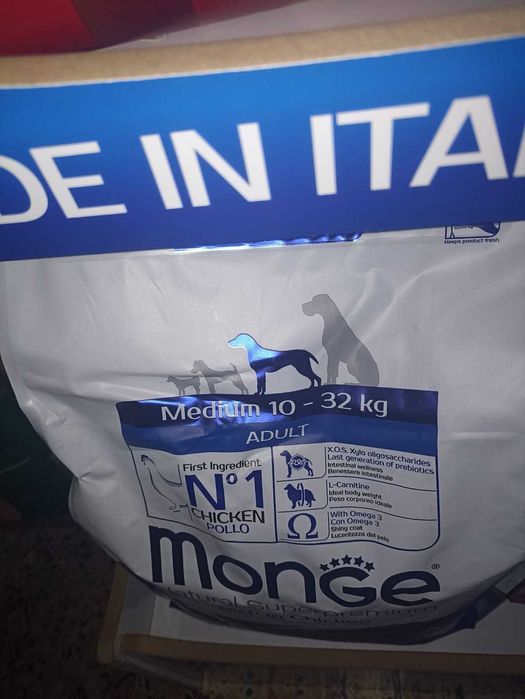 DE IN ITA
Keeps product fresh
Medium 10 - 32 kg
ADULT
First Ingredient
N°1
CHICKEN
POLLO
X.O.S. Xylo oligosaccharides
Last generation of prebiotics
Intestinal wellness
Benessere intestinale
L-Carnitine
Ideal body weight
Peso corporeo ideale
Ω
With Omega 3
Con Omega 3
Shiny coat
Lucentezza del pelo
MonGe®
Natural Superpremium